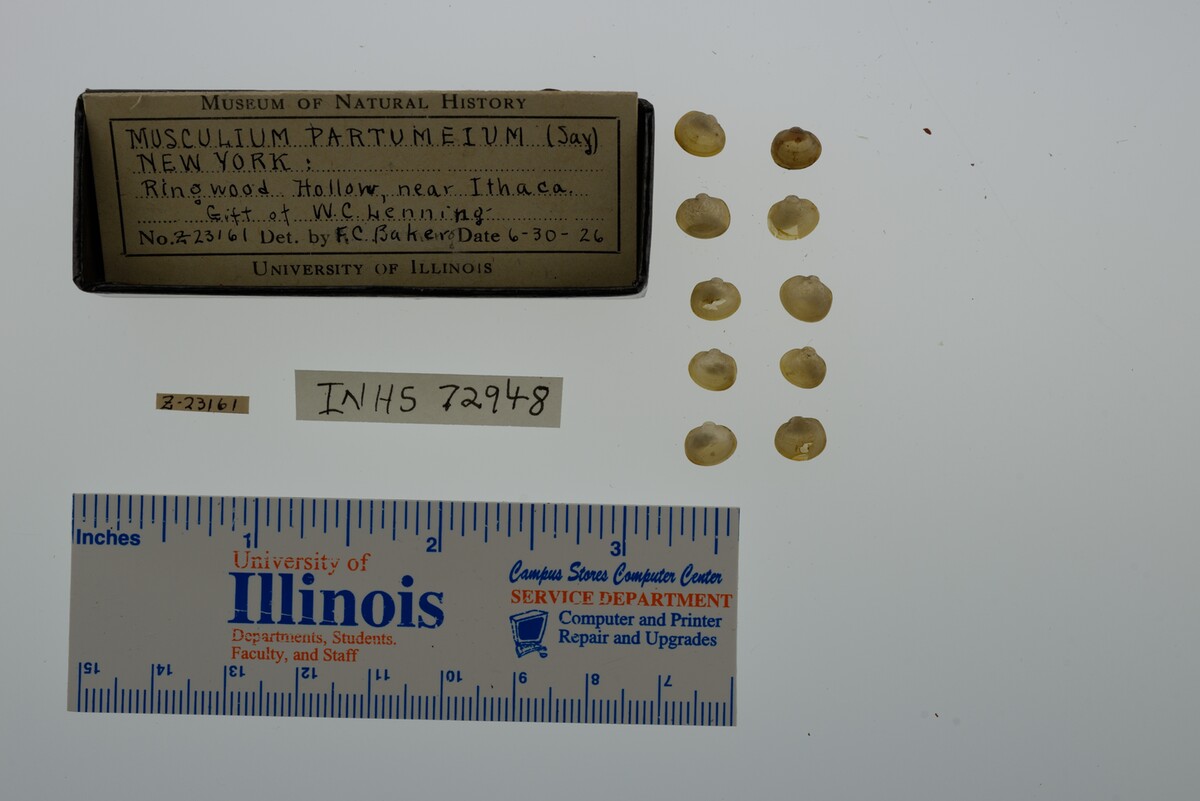 MUSEUM OF NATURAL HISTORY
MUSCULIUM PARTUMEIUM (Say)
NEW YORK:
Ringwood Hollow, near Ithaca.
Gift of W.C. Lenning.
No. Z-23161 Det. by F.C. Baker Date 6-30-26
UNIVERSITY OF ILLINOIS
Z-23161
INHS 72948
Inches 1 2 3
University of
Illinois
Departments, Students.
Faculty, and Staff
Campus Stores Computer Center
SERVICE DEPARTMENT
Computer and Printer
Repair and Upgrades
15 14 13 12 11 10 9 8 7